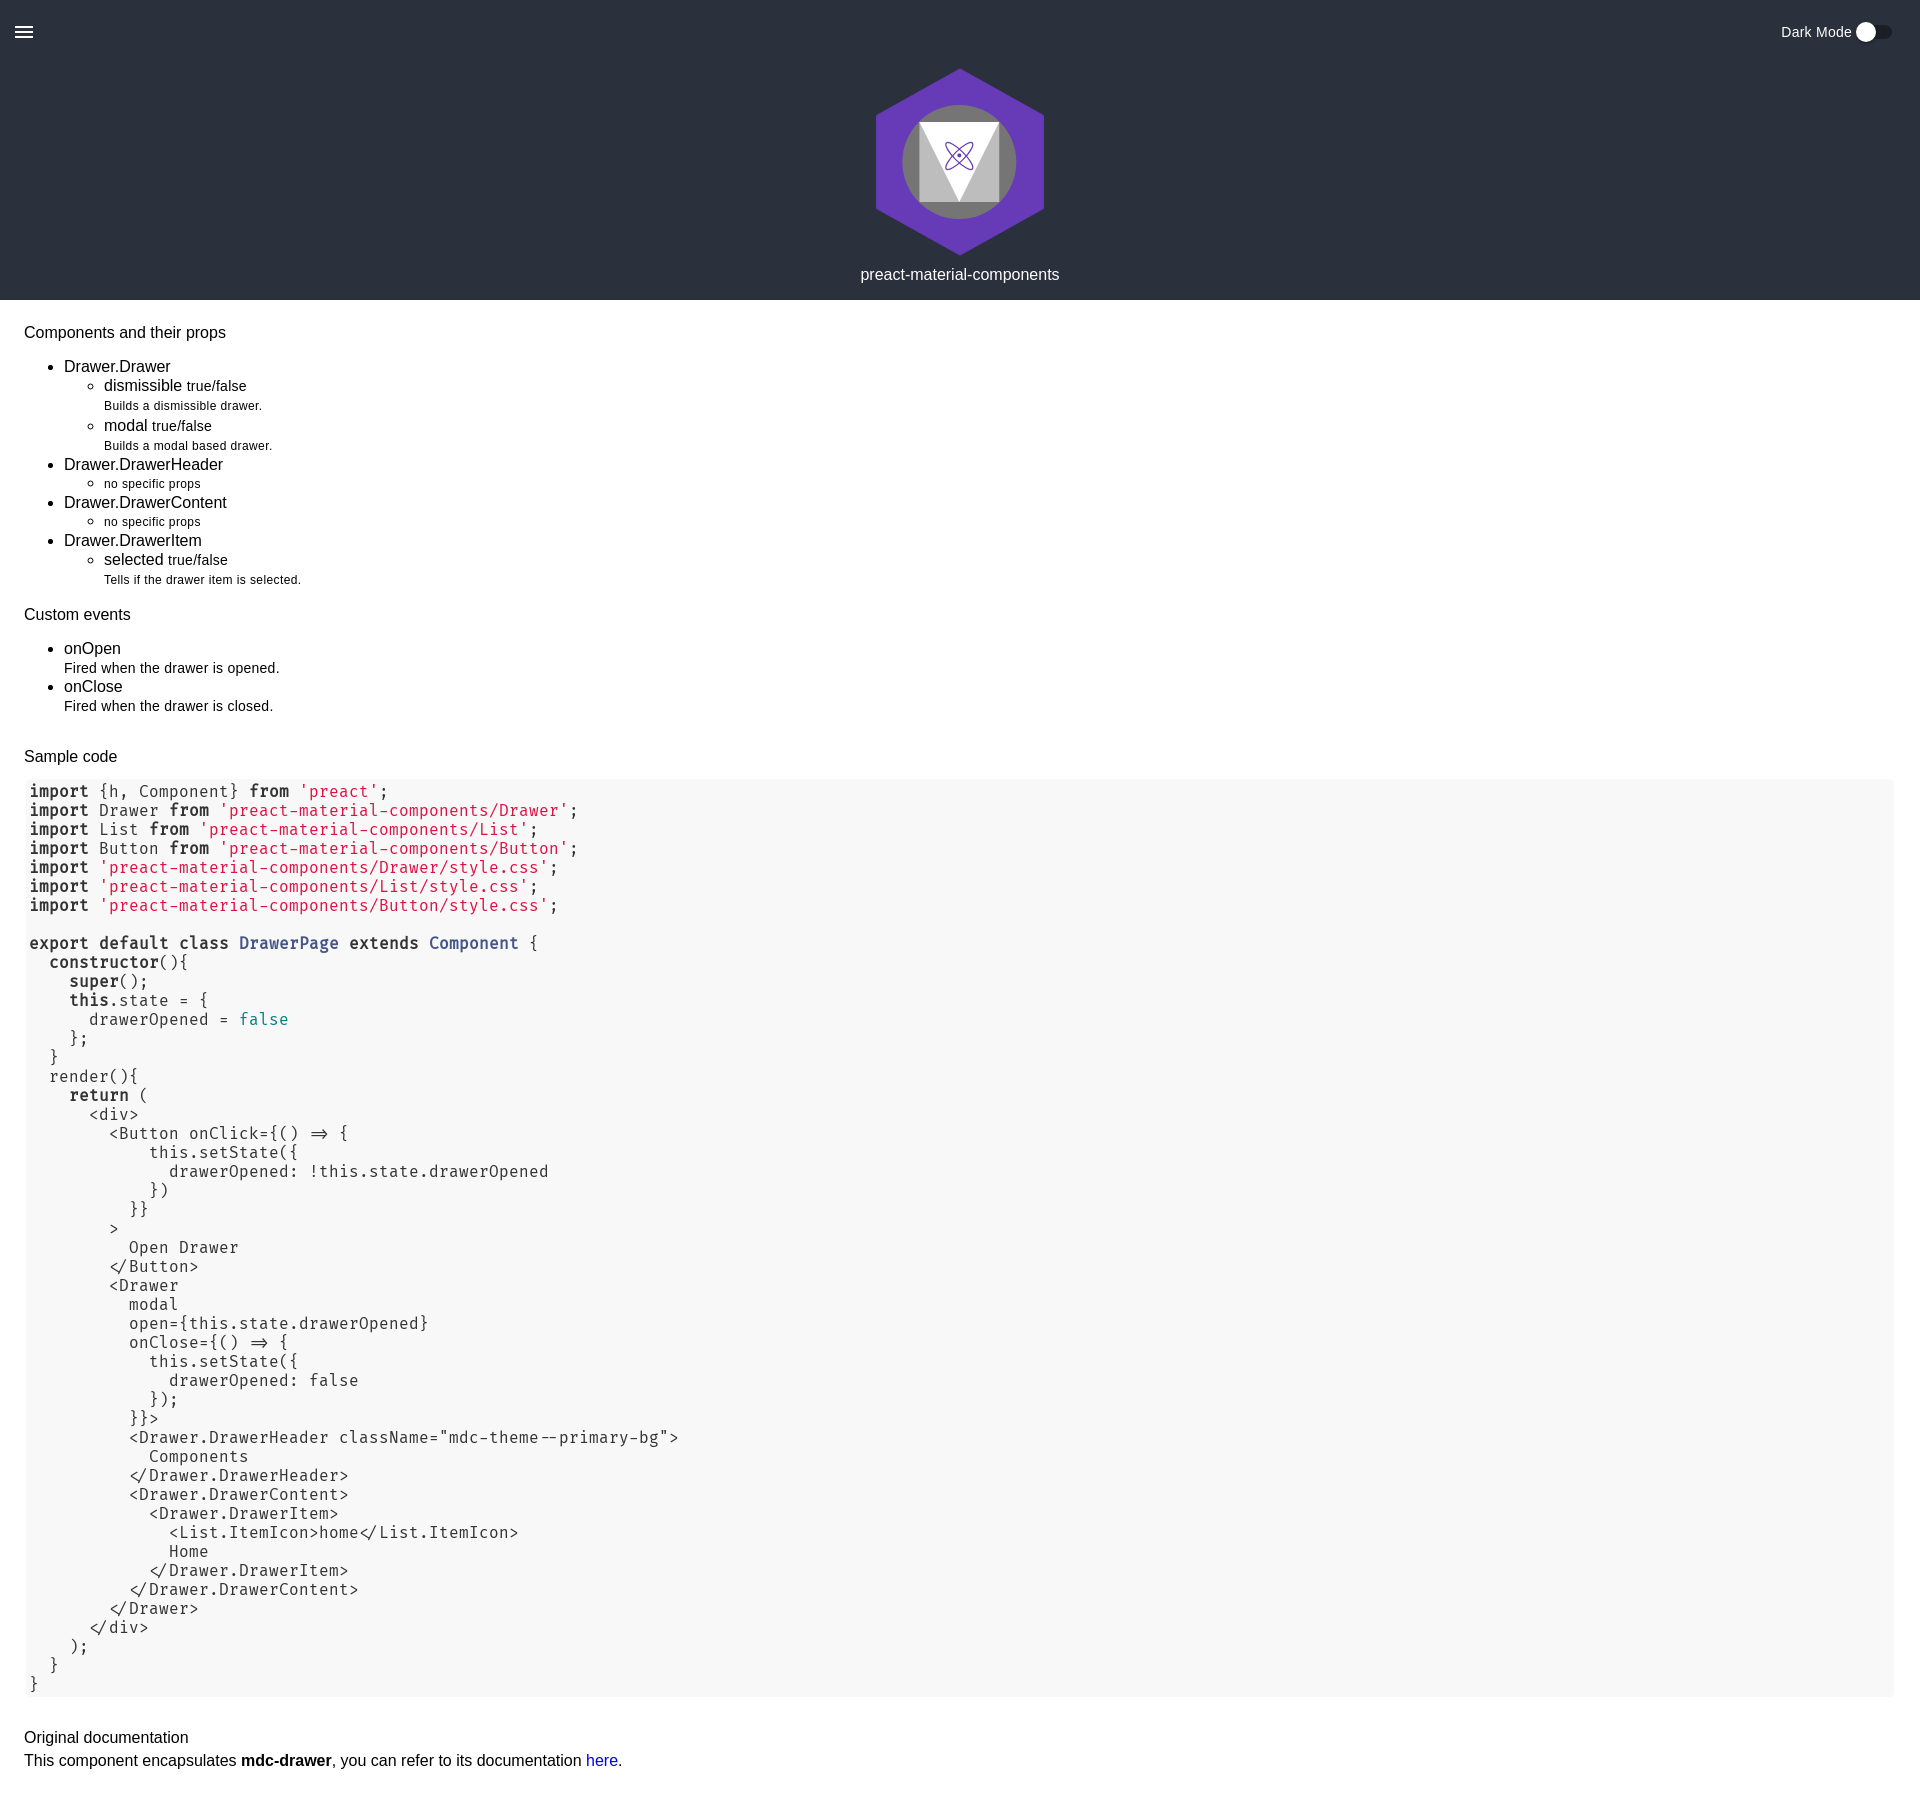 Dark Mode
preact-material-components
Components and their props
Drawer.Drawer
dismissible true/false
Builds a dismissible drawer.
modal true/false
Builds a modal based drawer.
Drawer.DrawerHeader
no specific props
Drawer.DrawerContent
no specific props
Drawer.DrawerItem
selected true/false
Tells if the drawer item is selected.
Custom events
onOpen
Fired when the drawer is opened.
onClose
Fired when the drawer is closed.
Sample code
import {h, Component} from 'preact';
import Drawer from 'preact-material-components/Drawer';
import List from 'preact-material-components/List';
import Button from 'preact-material-components/Button';
import 'preact-material-components/Drawer/style.css';
import 'preact-material-components/List/style.css';
import 'preact-material-components/Button/style.css';

export default class DrawerPage extends Component {
  constructor(){
    super();
    this.state = {
      drawerOpened = false
    };
  }
  render(){
    return (
      <div>
        <Button onClick={() => {
            this.setState({
              drawerOpened: !this.state.drawerOpened
            })
          }}
        >
          Open Drawer
        </Button>
        <Drawer
          modal
          open={this.state.drawerOpened}
          onClose={() => {
            this.setState({
              drawerOpened: false
            });
          }}>
          <Drawer.DrawerHeader className="mdc-theme--primary-bg">
            Components
          </Drawer.DrawerHeader>
          <Drawer.DrawerContent>
            <Drawer.DrawerItem>
              <List.ItemIcon>home</List.ItemIcon>
              Home
            </Drawer.DrawerItem>
          </Drawer.DrawerContent>
        </Drawer>
      </div>
    );
  }
}
Original documentation
This component encapsulates mdc-drawer, you can refer to its documentation here.